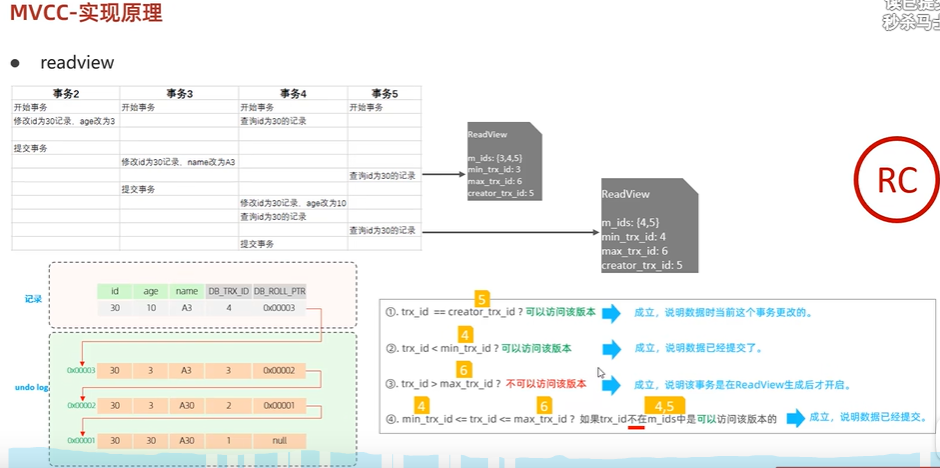 MVCC-实现原理
读已提交
秒杀马士
● readview
事务2 事务3 事务4 事务5
开始事务 开始事务 开始事务 开始事务
修改id为30记录、age改为3 查询id为30的记录
提交事务
修改id为30记录、name改为A3
查询id为30的记录
提交事务
修改id为30记录、age改为10
查询id为30的记录
查询id为30的记录
提交事务
ReadView
m_ids: {3,4,5}
min_trx_id: 3
max_trx_id: 6
creator_trx_id: 5
ReadView
m_ids: {4,5}
min_trx_id: 4
max_trx_id: 6
creator_trx_id: 5
RC
记录
id age name DB_TRX_ID DB_ROLL_PTR
30 10 A3 4 0x00003
undo log
0x00003 30 3 A3 3 0x00002
0x00002 30 3 A30 2 0x00001
0x00001 30 30 A30 1 null
5
①. trx_id == creator_trx_id ? 可以访问该版本 成立，说明数据时当前这个事务更改的。
4
②. trx_id < min_trx_id ? 可以访问该版本 成立，说明数据已经提交了。
6
③. trx_id > max_trx_id ? 不可以访问该版本 成立，说明该事务是在ReadView生成后才开启。
4 6 4,5
④. min_trx_id <= trx_id <= max_trx_id ? 如果trx_id不在m_ids中是可以访问该版本的 成立，说明数据已经提交。